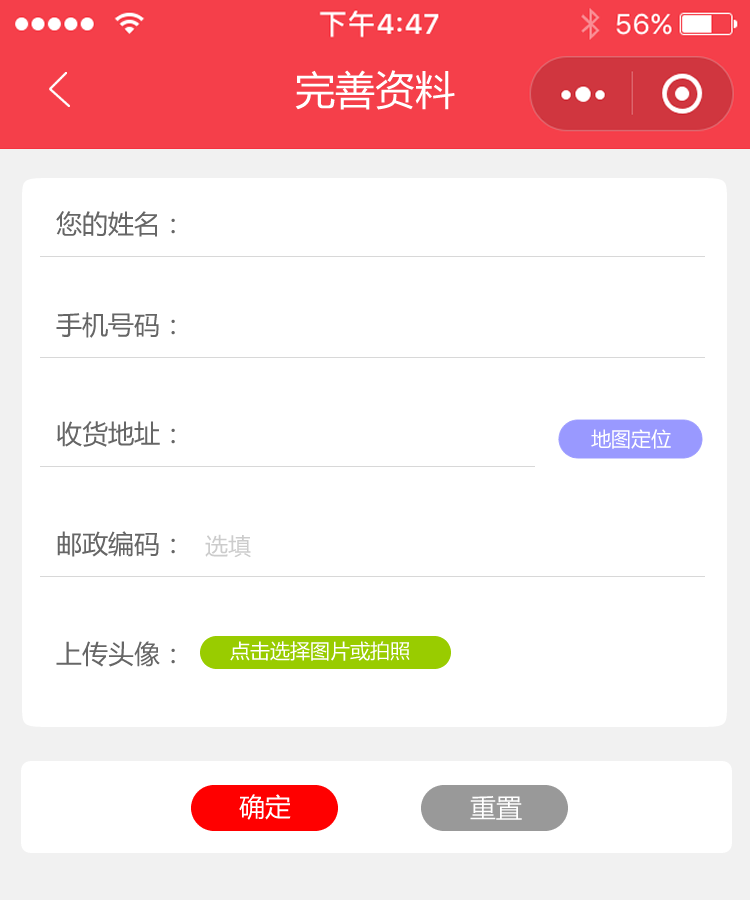 下午4:47 56%
完善资料
您的姓名：
手机号码：
收货地址： 地图定位
邮政编码： 选填
上传头像： 点击选择图片或拍照
确定 重置